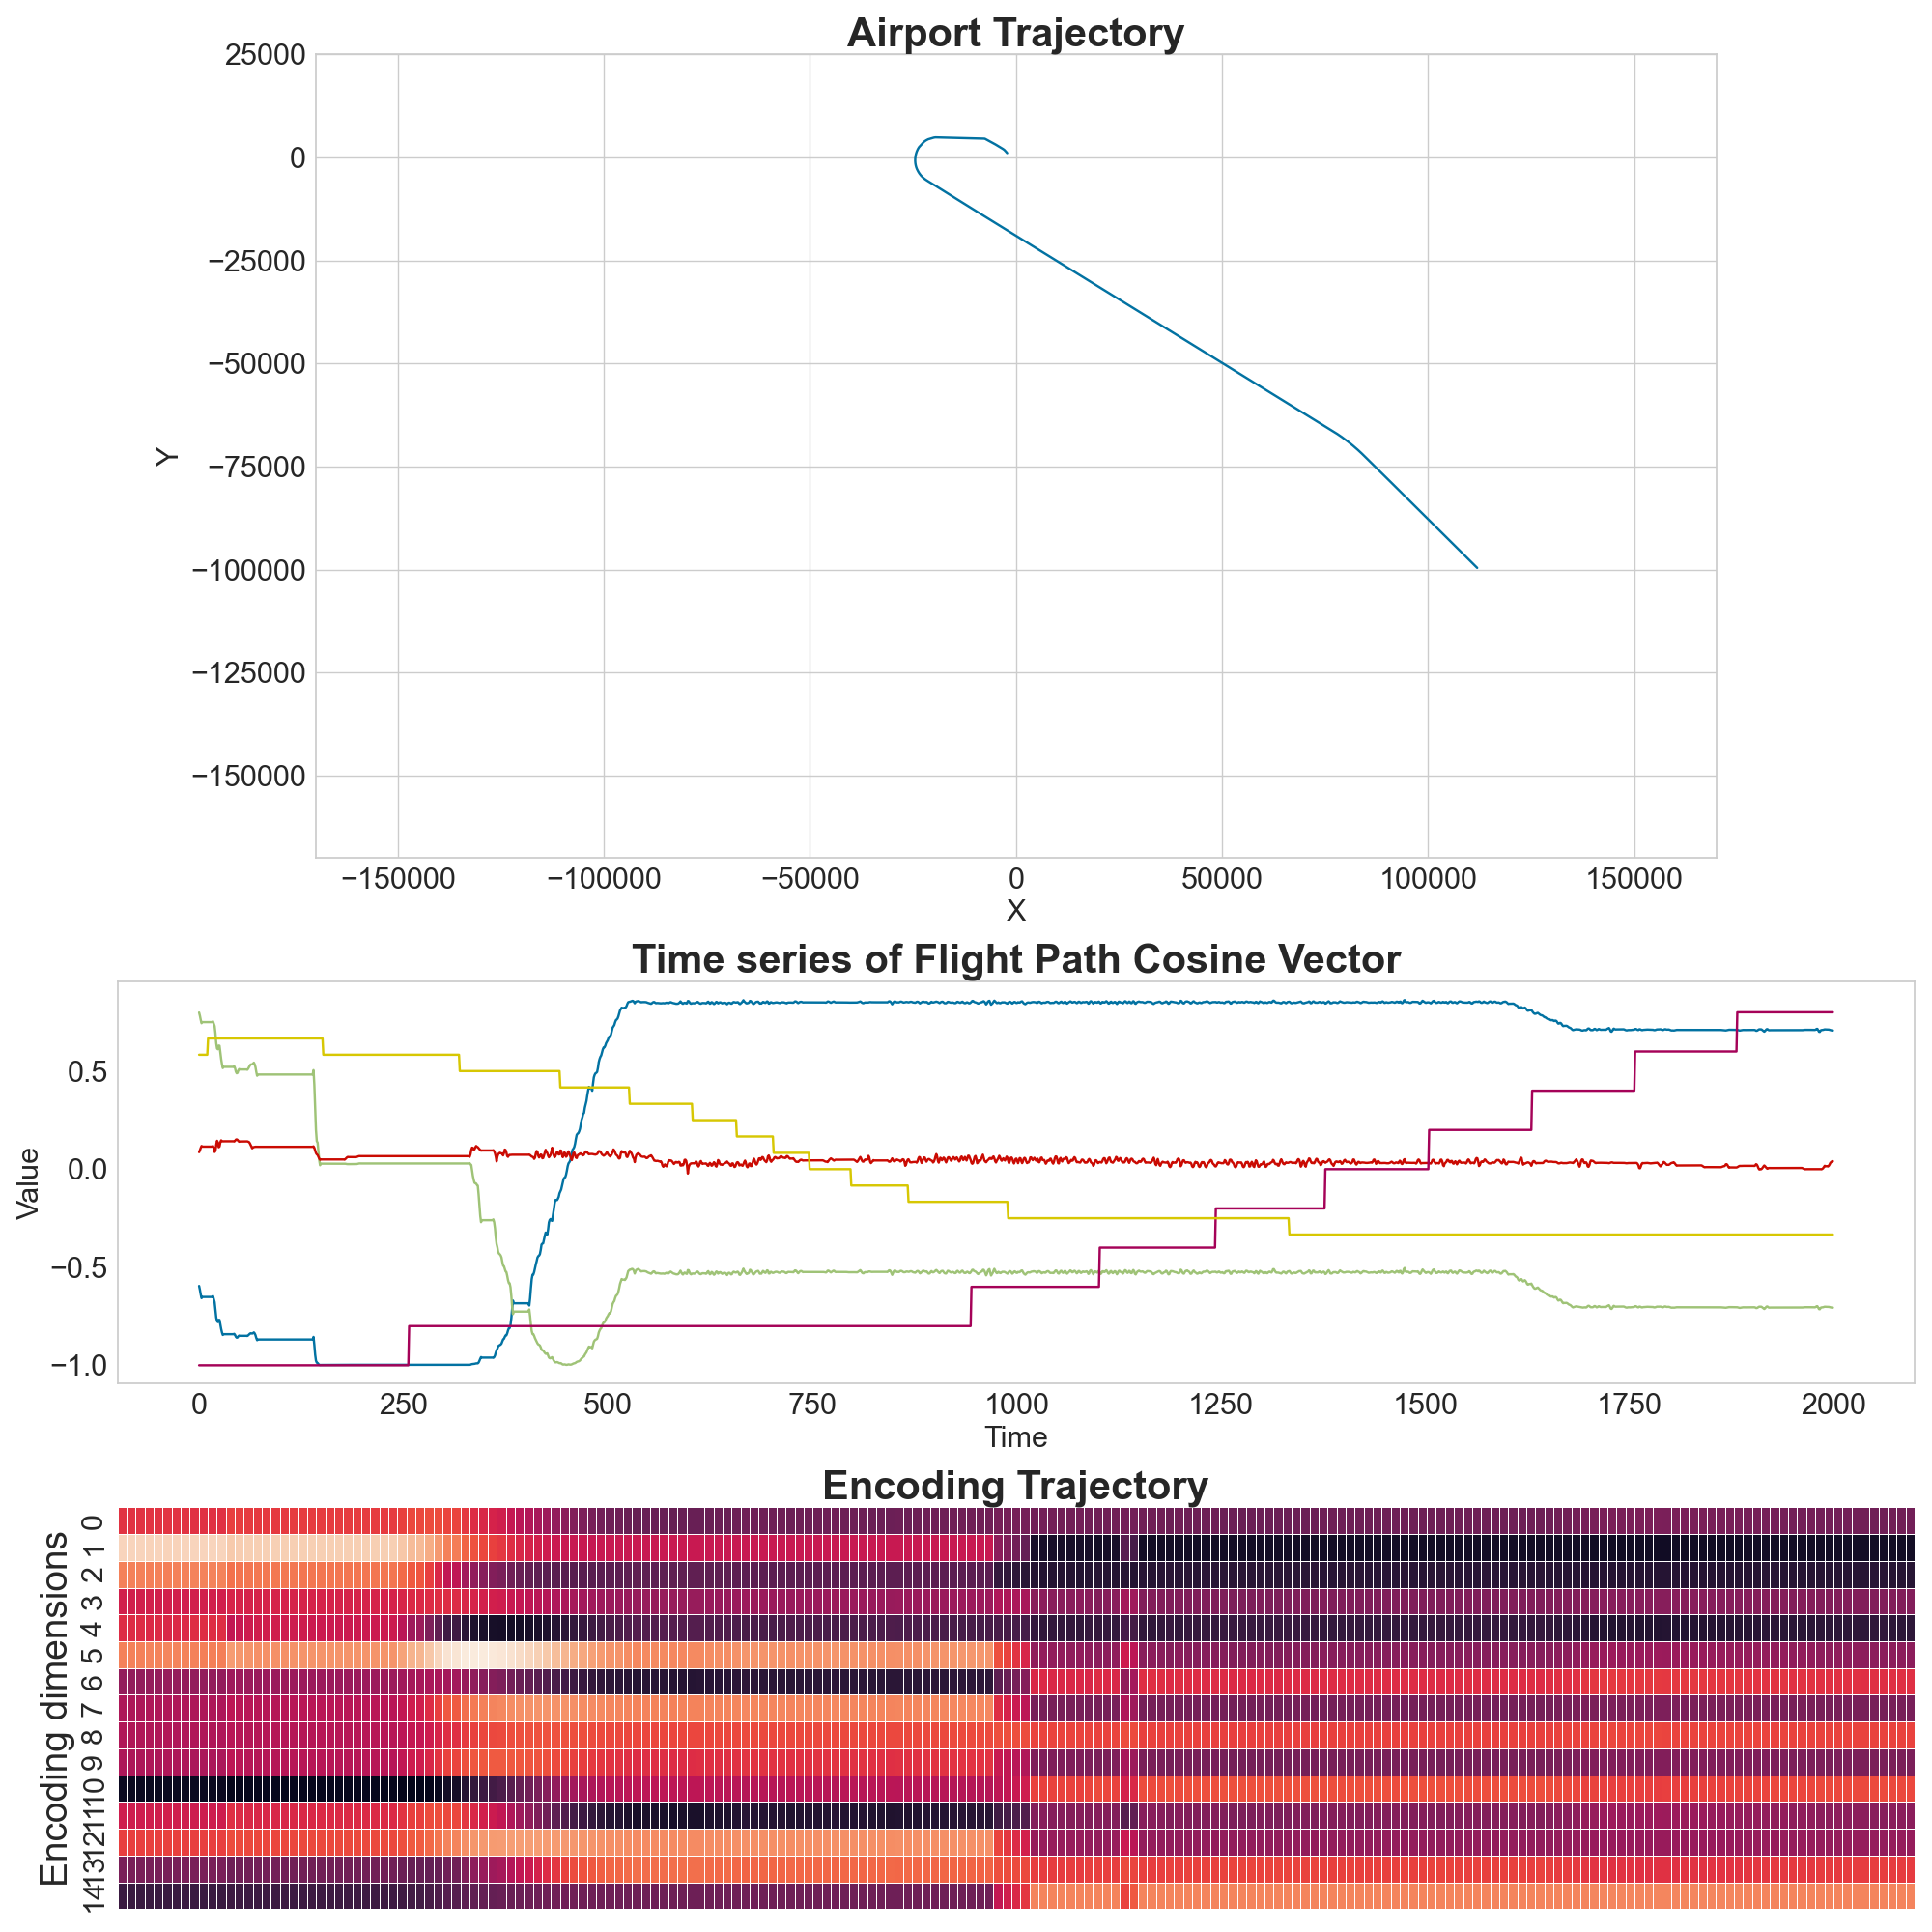 Airport Trajectory
25000
0
−25000
−50000
−75000
−100000
−125000
−150000
Y
−150000 −100000 −50000 0 50000 100000 150000
X
Time series of Flight Path Cosine Vector
0.5
0.0
−0.5
−1.0
Value
0 250 500 750 1000 1250 1500 1750 2000
Time
Encoding Trajectory
Encoding dimensions
0
1
2
3
4
5
6
7
8
9
10
11
12
13
14